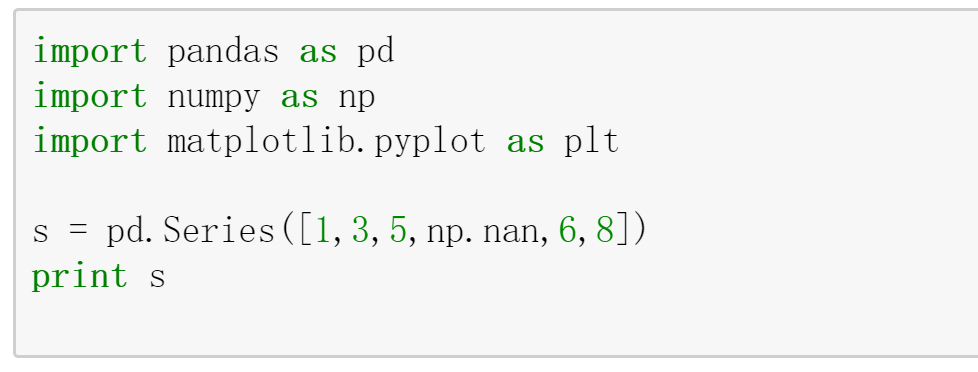 import pandas as pd
import numpy as np
import matplotlib.pyplot as plt
s = pd.Series([1,3,5,np.nan,6,8])
print s